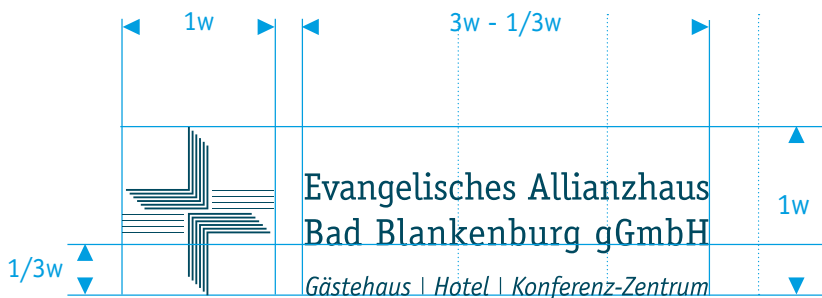 1w
3w - 1/3w
Evangelisches Allianzhaus
Bad Blankenburg gGmbH
1w
1/3w
Gästehaus | Hotel | Konferenz-Zentrum